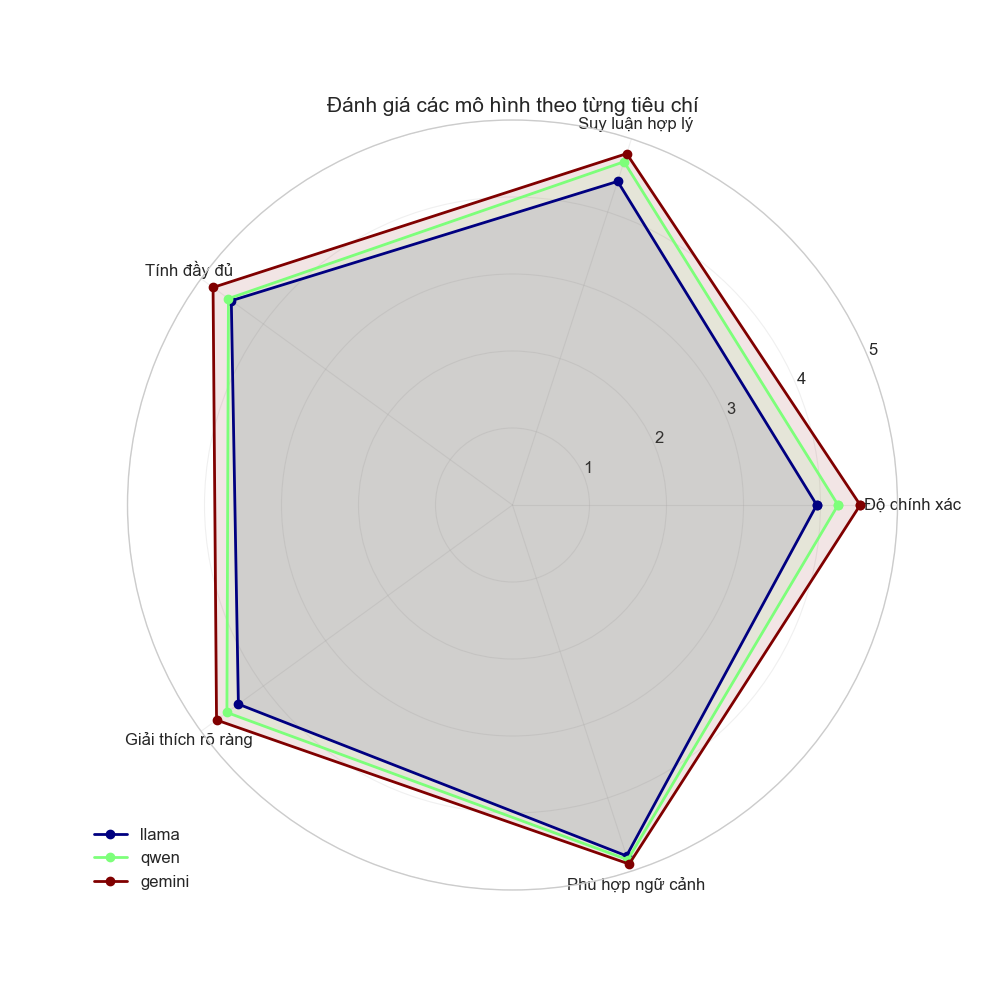 Đánh giá các mô hình theo từng tiêu chí
Suy luận hợp lý
Tính đầy đủ
5
4
3
2
1
Độ chính xác
Giải thích rõ ràng
llama
qwen
gemini
Phù hợp ngữ cảnh